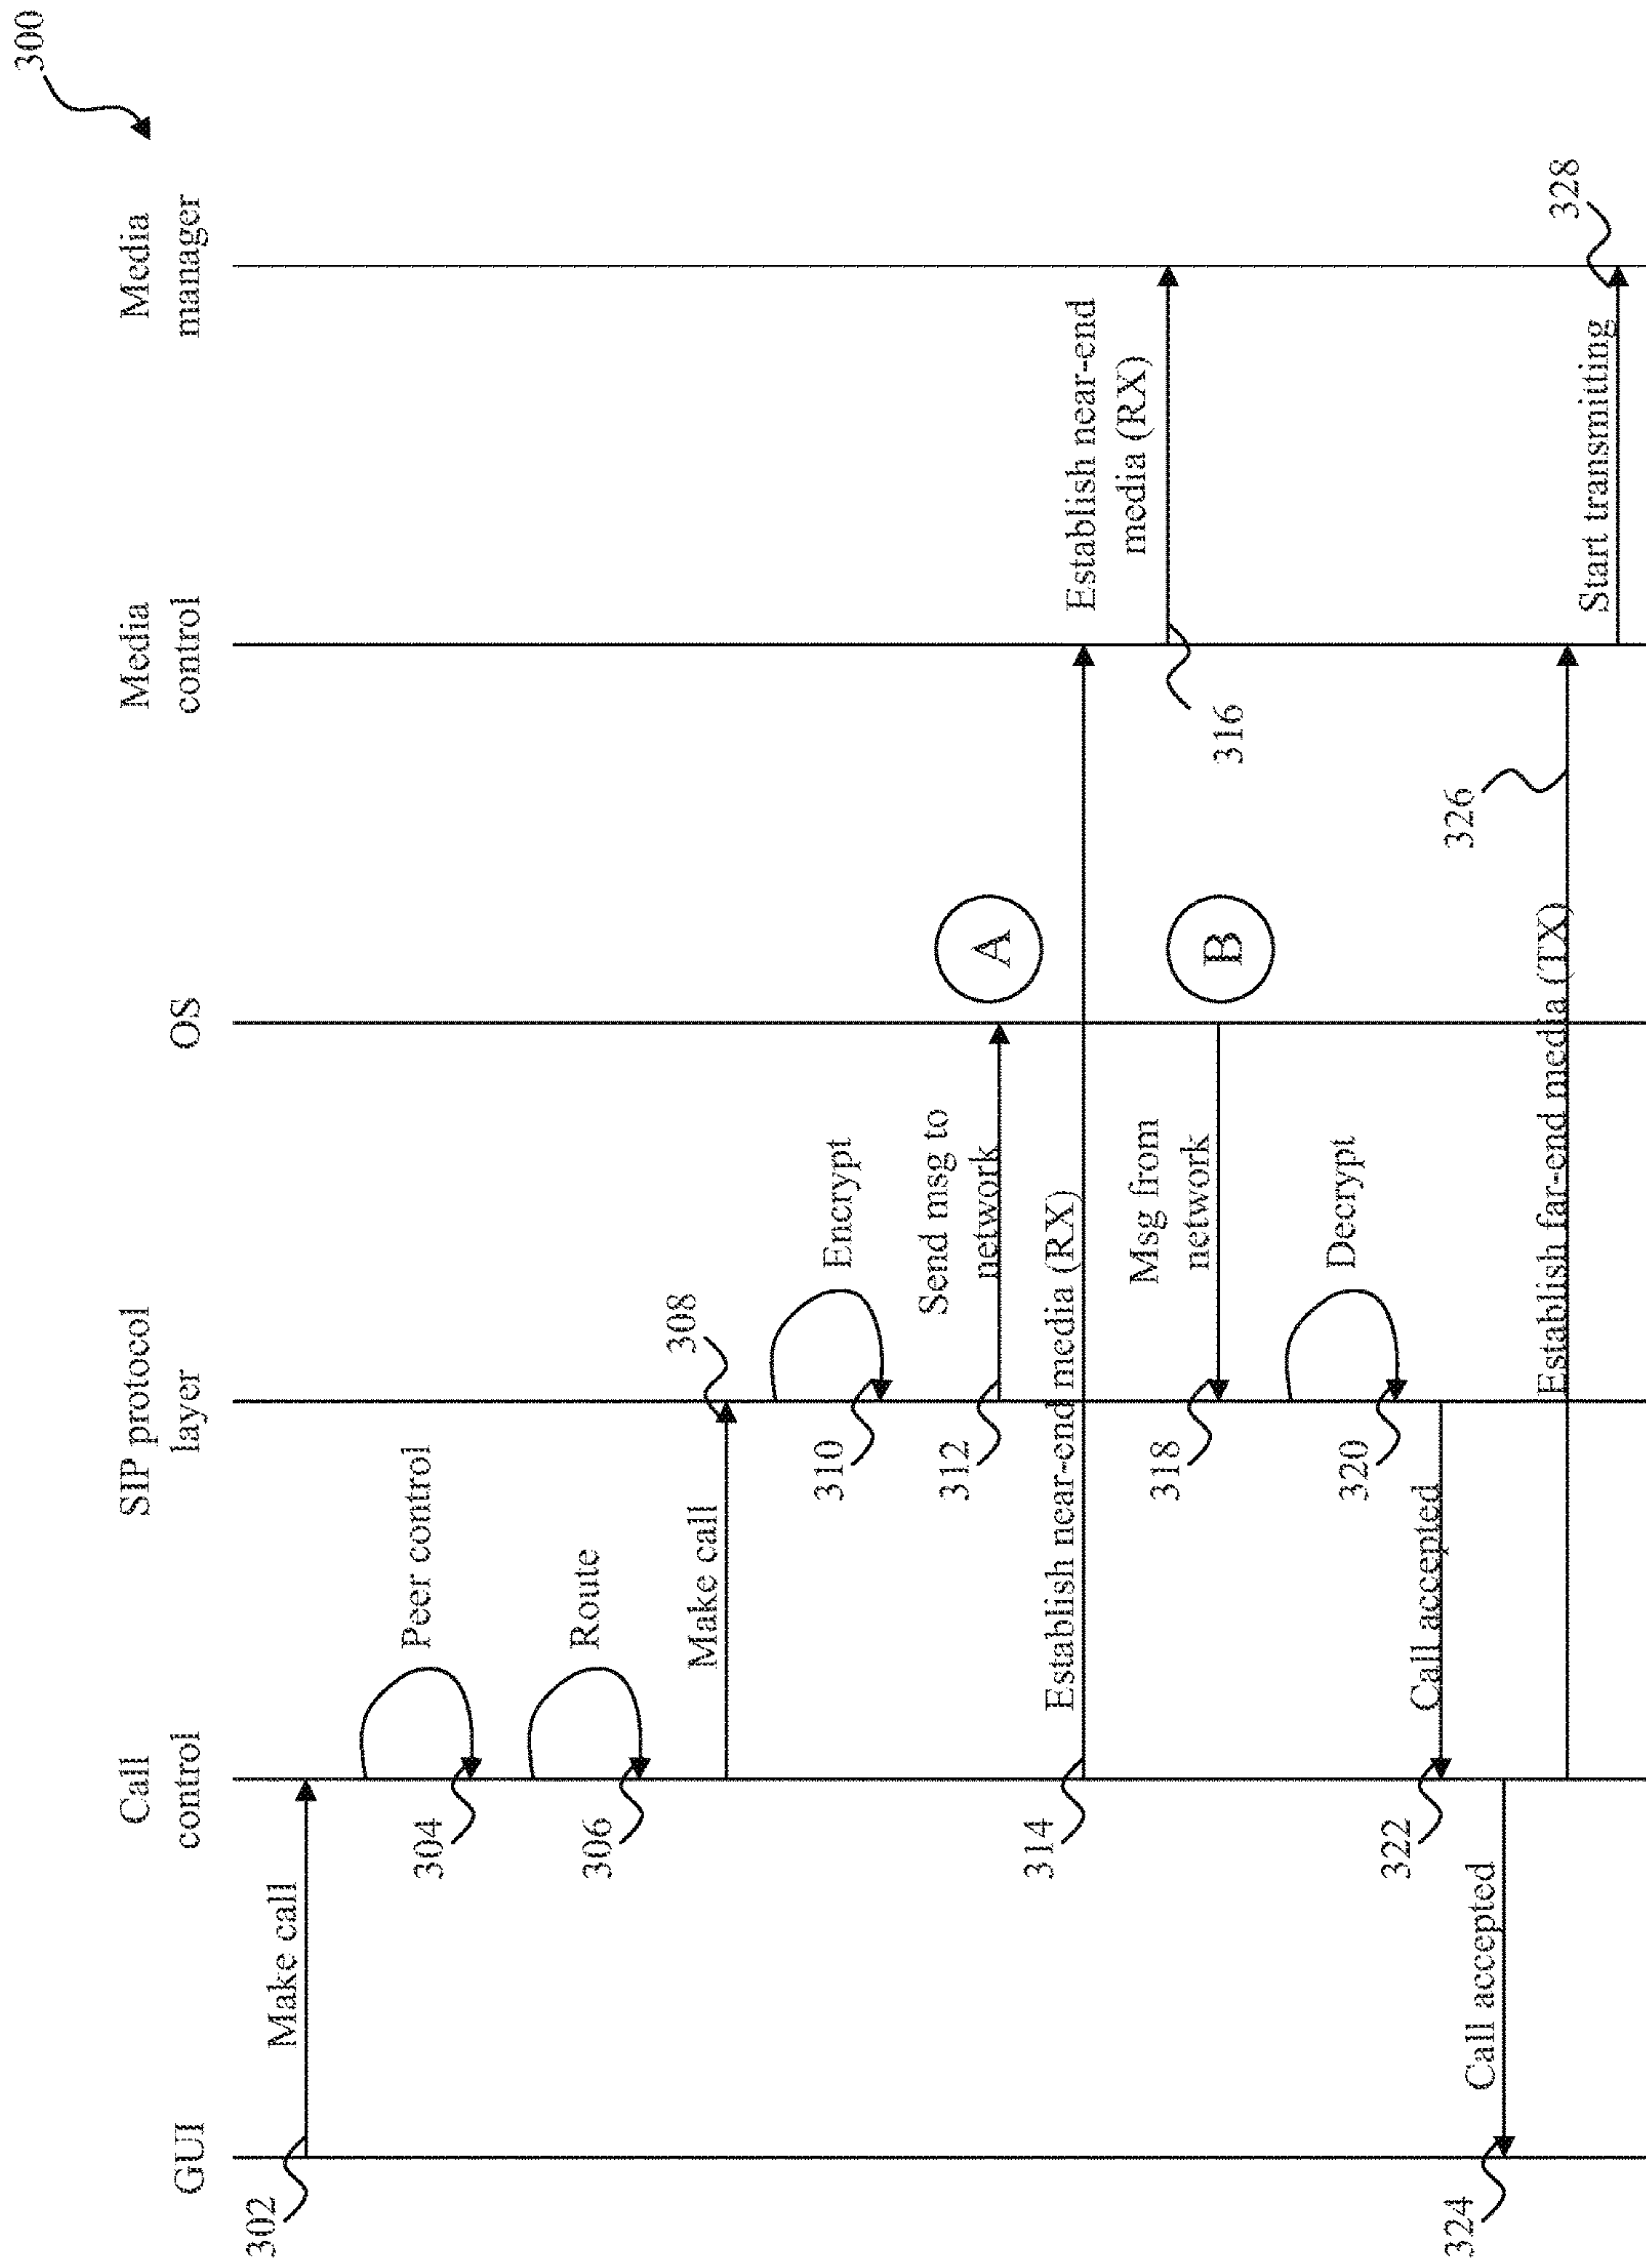 300
GUI
Call
control
SIP protocol
layer
OS
Media
control
Media
manager
302
Make call
Peer control
304
Route
306
Make call
308
Encrypt
310
Send msg to
network
312
A
Establish near-end media (RX)
314
Establish near-end
media (RX)
316
Msg from
network
318
B
Decrypt
320
Call accepted
322
Call accepted
324
Establish far-end media (TX)
326
Start transmitting
328